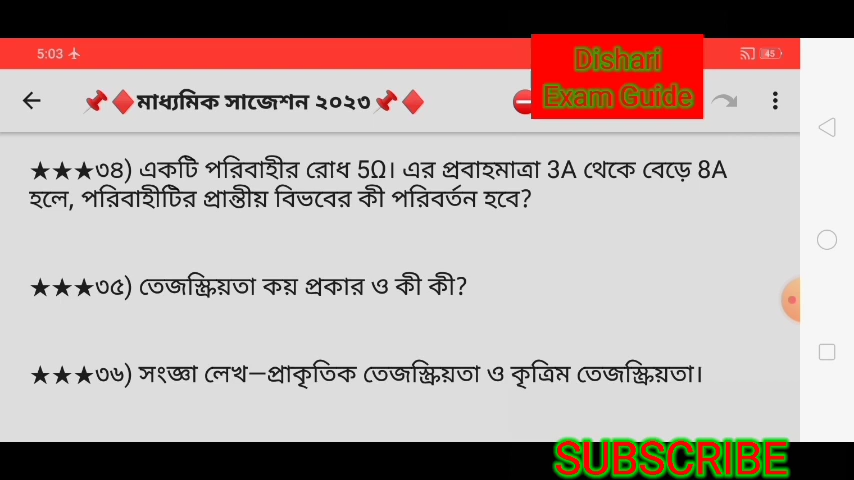 5:03
45
Dishari
Exam Guide
মাধ্যমিক সাজেশন ২০২৩
★★★৩৪) একটি পরিবাহীর রোধ 5Ω। এর প্রবাহমাত্রা 3A থেকে বেড়ে 8A
হলে, পরিবাহীটির প্রান্তীয় বিভবের কী পরিবর্তন হবে?
★★★৩৫) তেজস্ক্রিয়তা কয় প্রকার ও কী কী?
★★★৩৬) সংজ্ঞা লেখ—প্রাকৃতিক তেজস্ক্রিয়তা ও কৃত্রিম তেজস্ক্রিয়তা।
SUBSCRIBE